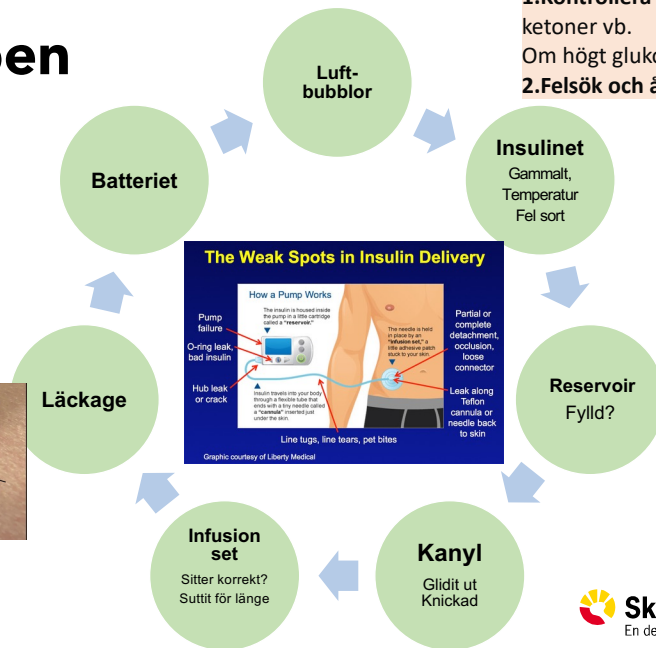 pen
1.Kontrollera
ketoner vb.
Om högt gluk
2.Felsök och å
Luft-
bubblor
Insulinet
Gammalt,
Temperatur
Fel sort
Reservoir
Fylld?
Kanyl
Glidit ut
Knickad
Infusion
set
Sitter korrekt?
Suttit för länge
Läckage
Batteriet
The Weak Spots in Insulin Delivery
How a Pump Works
The insulin is housed inside
the pump in a little cartridge
called a "reservoir."
Pump
failure
O-ring leak,
bad insulin
Hub leak
or crack
Insulin travels into your body
through a flexible tube that
ends with a tiny needle called
a "cannula" inserted just
under the skin.
The needle is held
in place by an
"infusion set," a
little adhesive patch
stuck to your skin.
Partial or
complete
detachment,
occlusion,
loose
connector
Leak along
Teflon
cannula or
needle back
to skin
Line tugs, line tears, pet bites
Graphic courtesy of Liberty Medical
Sk
En de